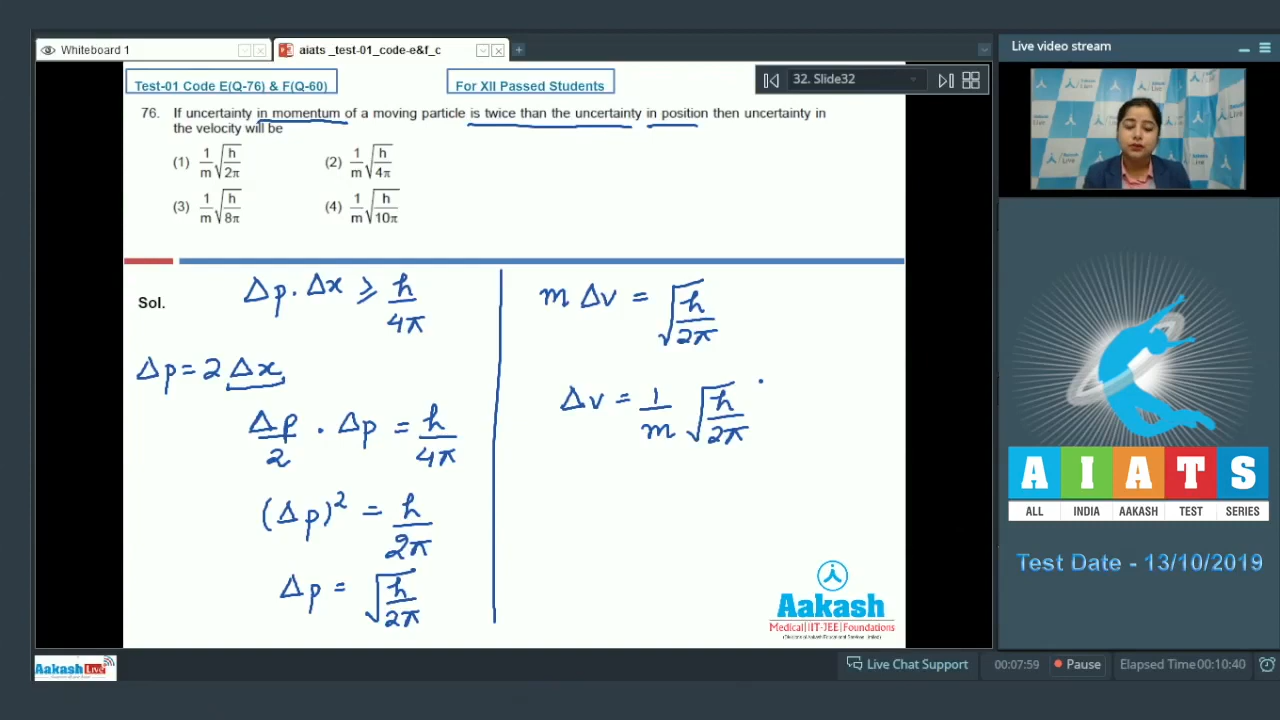 Whiteboard 1
aiats _test-01_code-e&f_c
Live video stream
Test-01 Code E(Q-76) & F(Q-60)
For XII Passed Students
32. Slide32
76. If uncertainty in momentum of a moving particle is twice than the uncertainty in position then uncertainty in
the velocity will be
(1) 1/m √(h/2π) (2) 1/m √(h/4π)
(3) 1/m √(h/8π) (4) 1/m √(h/10π)
Sol.
Δp · Δx ≥ h/4π
Δp = 2 Δx
Δp/2 · Δp = h/4π
(Δp)² = h/2π
Δp = √(h/2π)
m Δv = √(h/2π)
Δv = 1/m √(h/2π)
Aakash
Medical|IIT-JEE|Foundations
AIATS
ALL INDIA AAKASH TEST SERIES
Test Date - 13/10/2019
Aakash Live
Live Chat Support
00:07:59
Pause
Elapsed Time 00:10:40